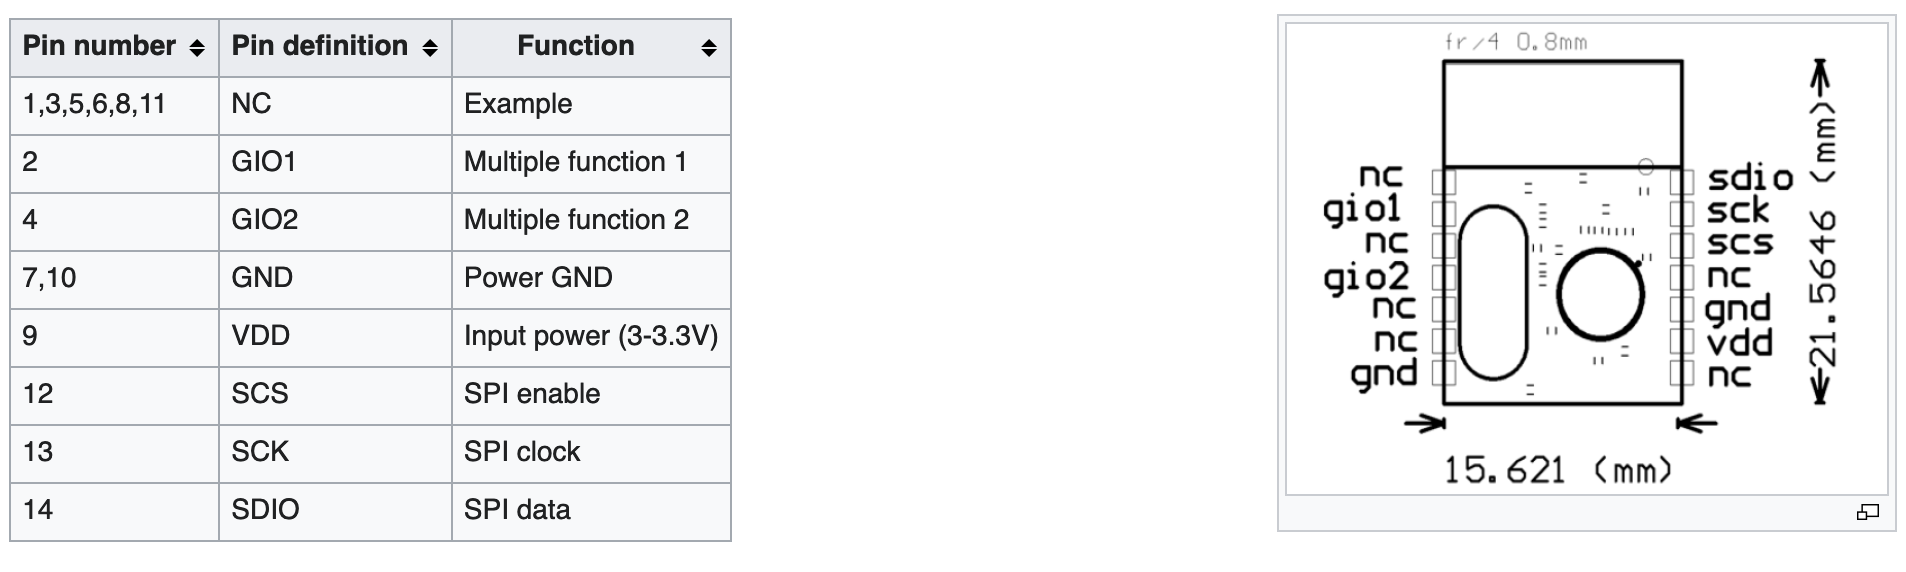 Pin number Pin definition Function
1,3,5,6,8,11 NC Example
2 GIO1 Multiple function 1
4 GIO2 Multiple function 2
7,10 GND Power GND
9 VDD Input power (3-3.3V)
12 SCS SPI enable
13 SCK SPI clock
14 SDIO SPI data
fr/4 0.8mm
nc sdio
gio1 sck
nc scs
gio2 nc
nc gnd
nc vdd
gnd nc
21.5646 (mm)
15.621 (mm)